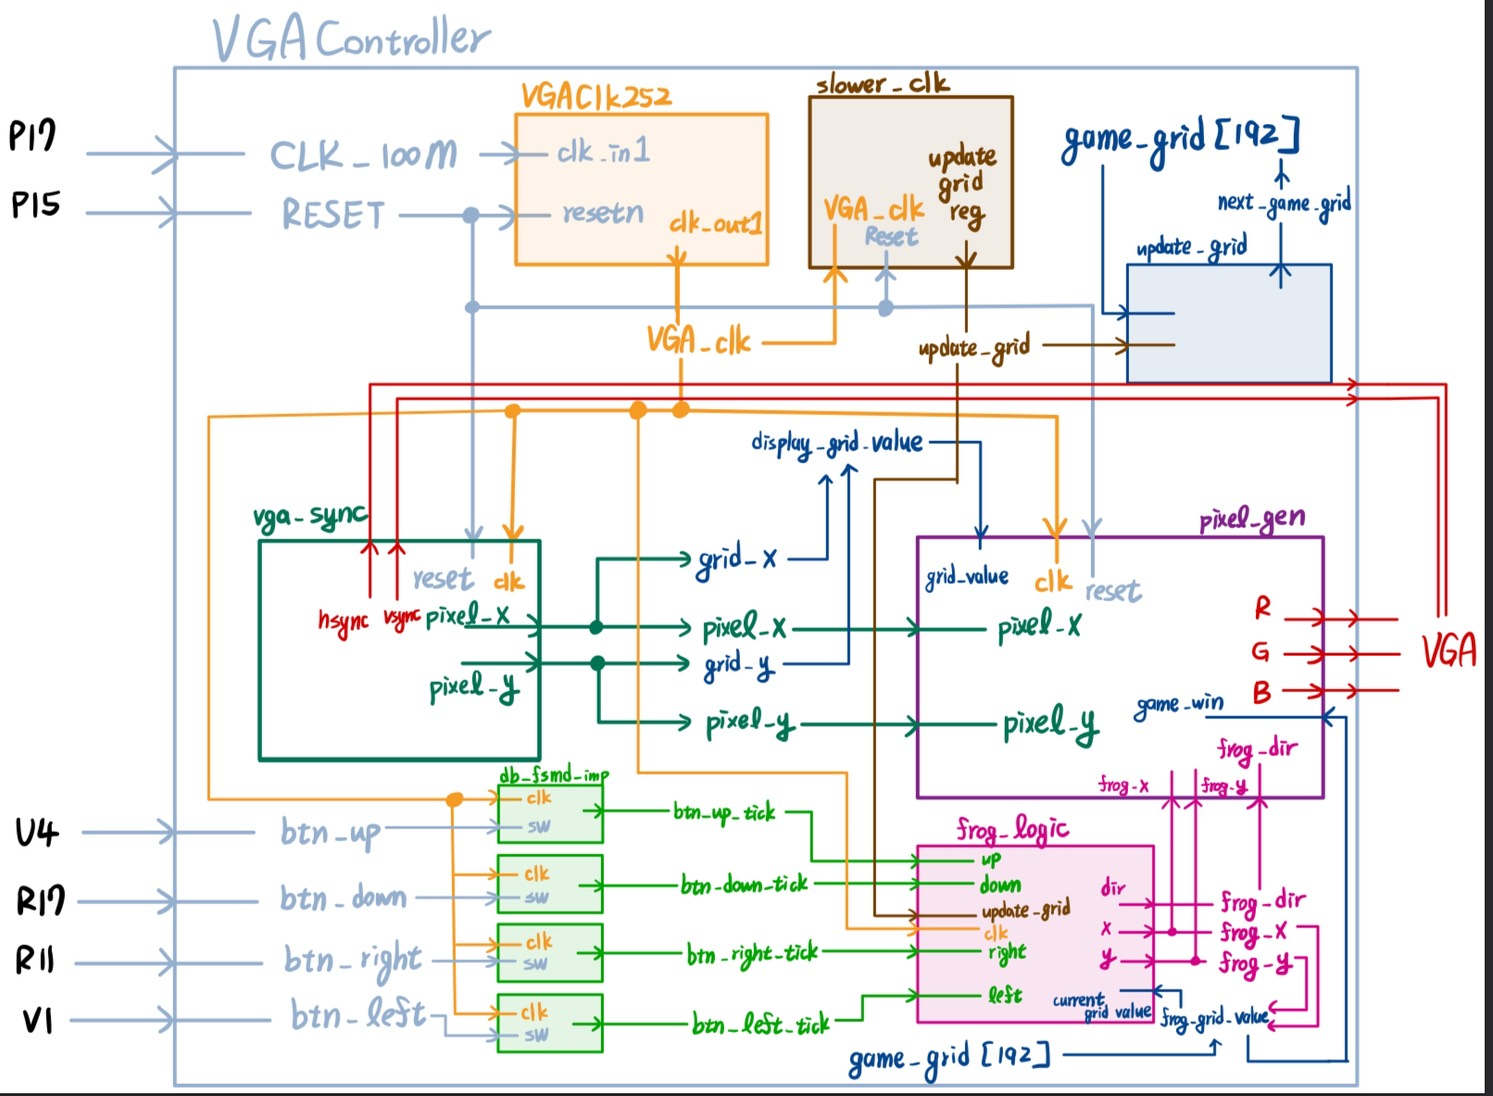 VGA Controller
P17
CLK_100M
P15
RESET
VGAClk252
clk_in1
resetn
clk_out1
slower_clk
update
grid
reg
VGA_clk
Reset
game_grid [192]
next_game_grid
update_grid
VGA_clk
update_grid
display_grid_value
vga_sync
reset
clk
hsync
vsync
pixel_x
pixel_y
grid_x
pixel_x
grid_y
pixel_y
pixel_gen
grid_value
clk
reset
pixel_x
pixel_y
R
G
B
game_win
frog_dir
frog_x
frog_y
VGA
U4
btn_up
R17
btn_down
R11
btn_right
V1
btn_left
db_fsmd_imp
clk
sw
clk
sw
clk
sw
clk
sw
btn_up_tick
btn_down_tick
btn_right_tick
btn_left_tick
frog_logic
up
down
update_grid
clk
right
left
dir
x
y
current
grid value
frog_dir
frog_x
frog_y
frog_grid_value
game_grid [192]